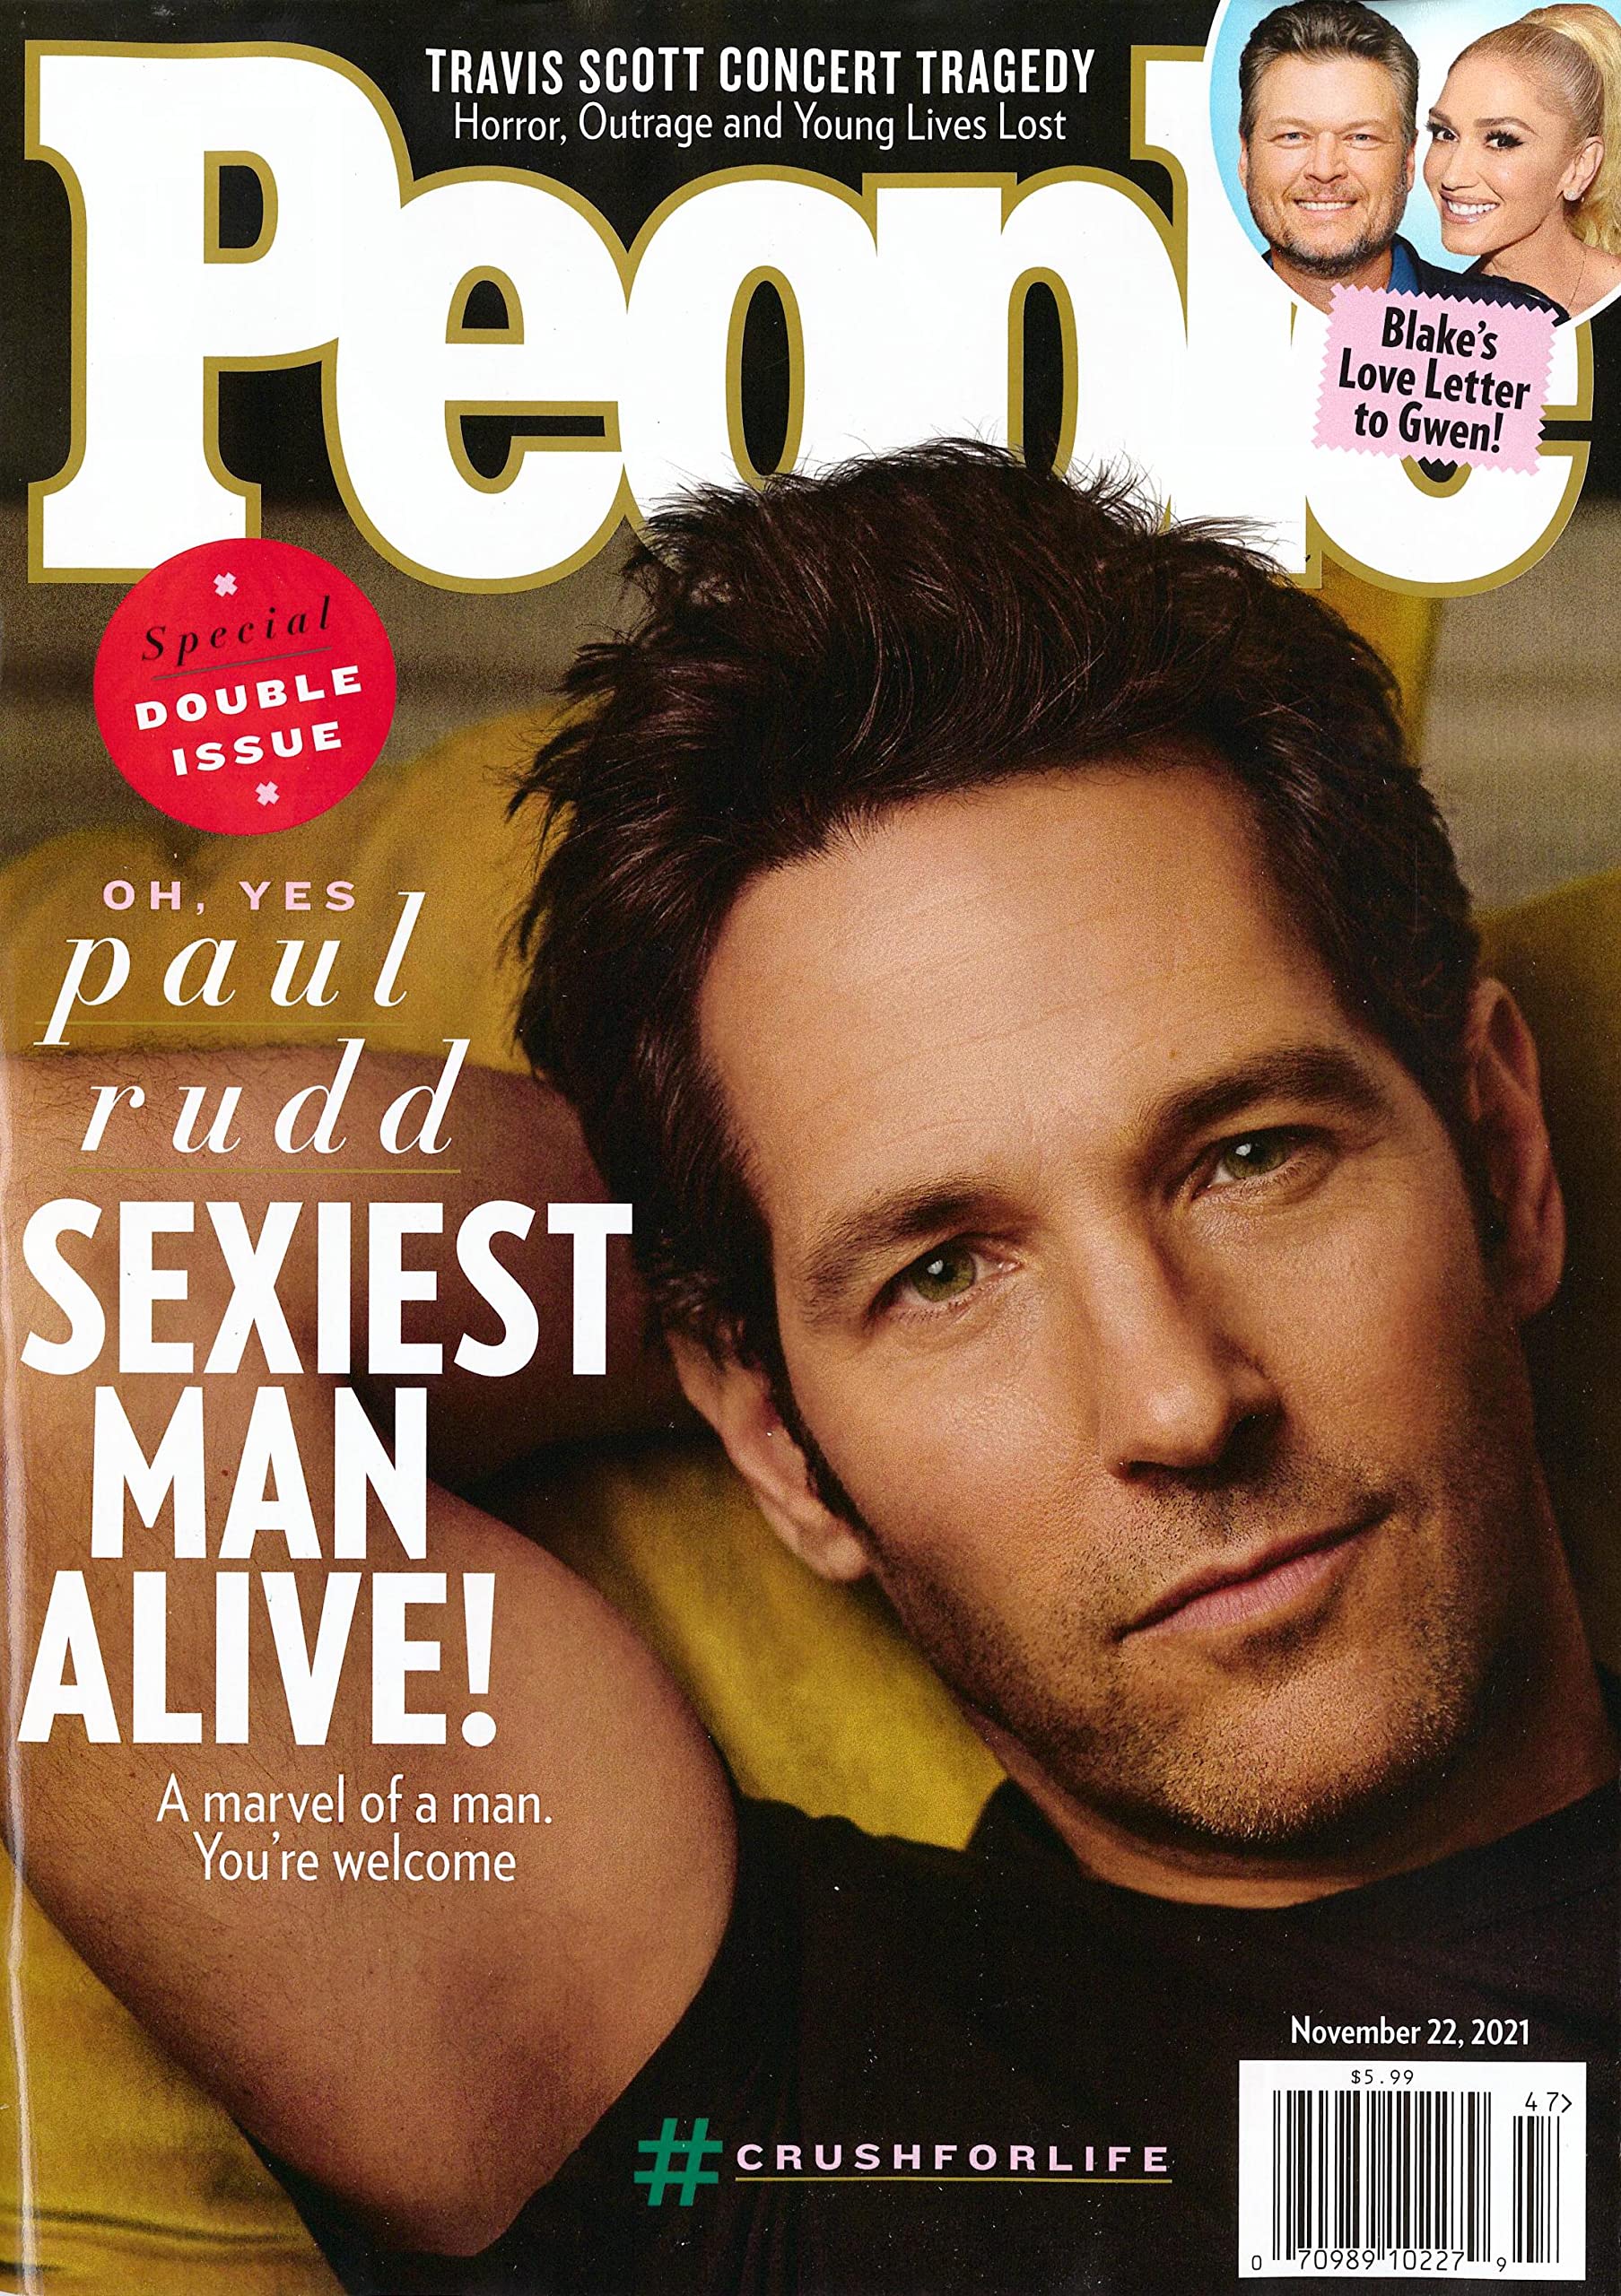 TRAVIS SCOTT CONCERT TRAGEDY
Horror, Outrage and Young Lives Lost
People
Blake's
Love Letter
to Gwen!
Special
DOUBLE
ISSUE
OH, YES
paul
rudd
SEXIEST
MAN
ALIVE!
A marvel of a man.
You're welcome
#CRUSHFORLIFE
November 22, 2021
$5.99
47>
0 70989 10227 9